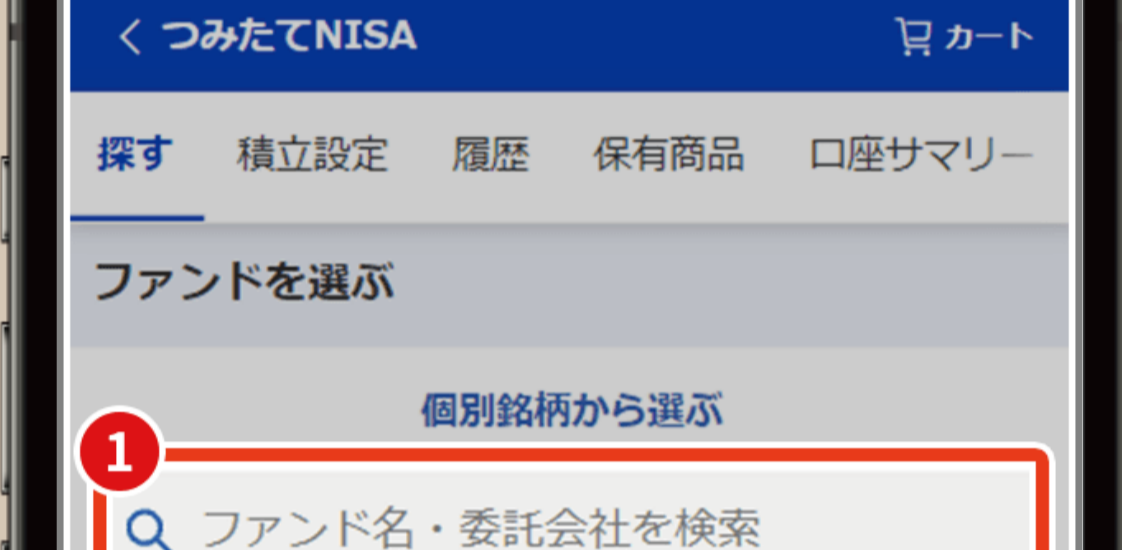 つみたてNISA カート
探す 積立設定 履歴 保有商品 口座サマリー
ファンドを選ぶ
個別銘柄から選ぶ
1
ファンド名・委託会社を検索